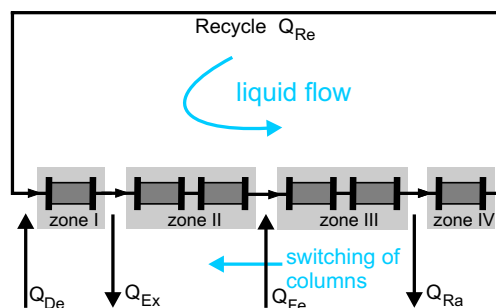 Recycle Q_Re
liquid flow
zone I
zone II
zone III
zone IV
switching of
columns
Q_De
Q_Ex
Q_Fe
Q_Ra